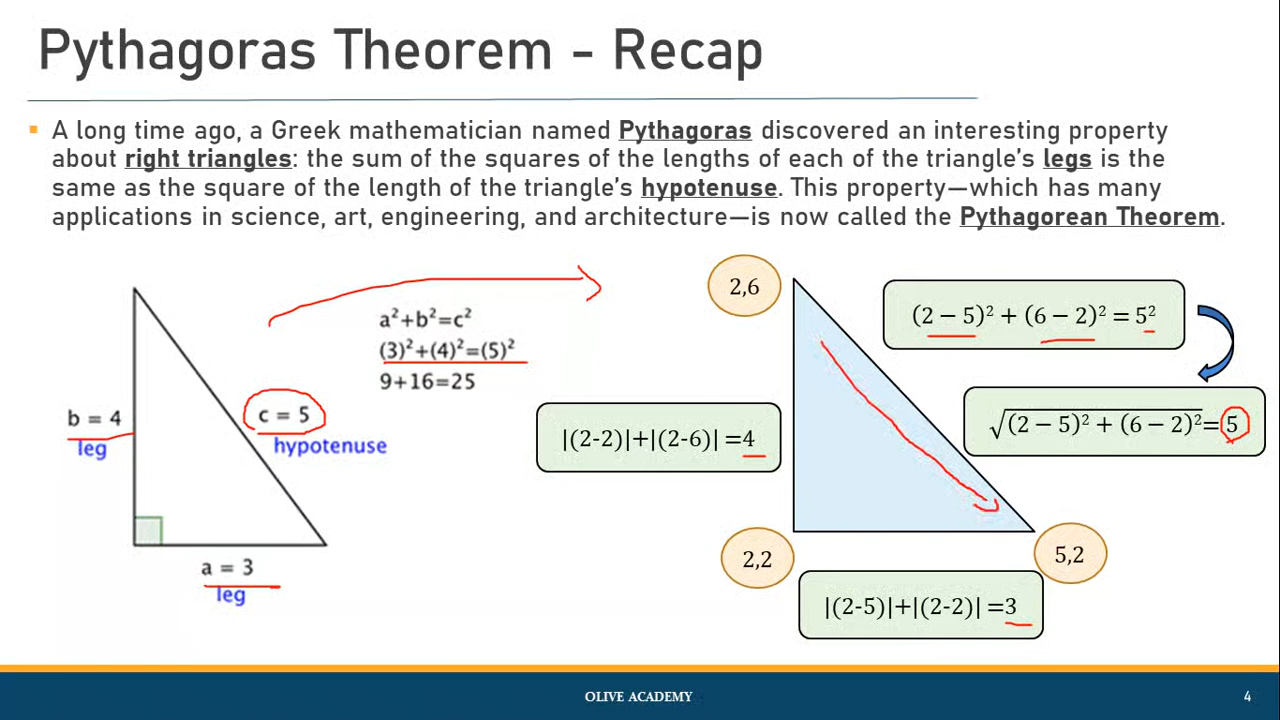 Pythagoras Theorem - Recap
A long time ago, a Greek mathematician named Pythagoras discovered an interesting property
about right triangles: the sum of the squares of the lengths of each of the triangle's legs is the
same as the square of the length of the triangle's hypotenuse. This property—which has many
applications in science, art, engineering, and architecture—is now called the Pythagorean Theorem.
b = 4
leg
c = 5
hypotenuse
a = 3
leg
a²+b²=c²
(3)²+(4)²=(5)²
9+16=25
2,6
(2 − 5)² + (6 − 2)² = 5²
√(2 − 5)² + (6 − 2)²=5
|(2-2)|+|(2-6)| =4
2,2
5,2
|(2-5)|+|(2-2)| =3
OLIVE ACADEMY
4